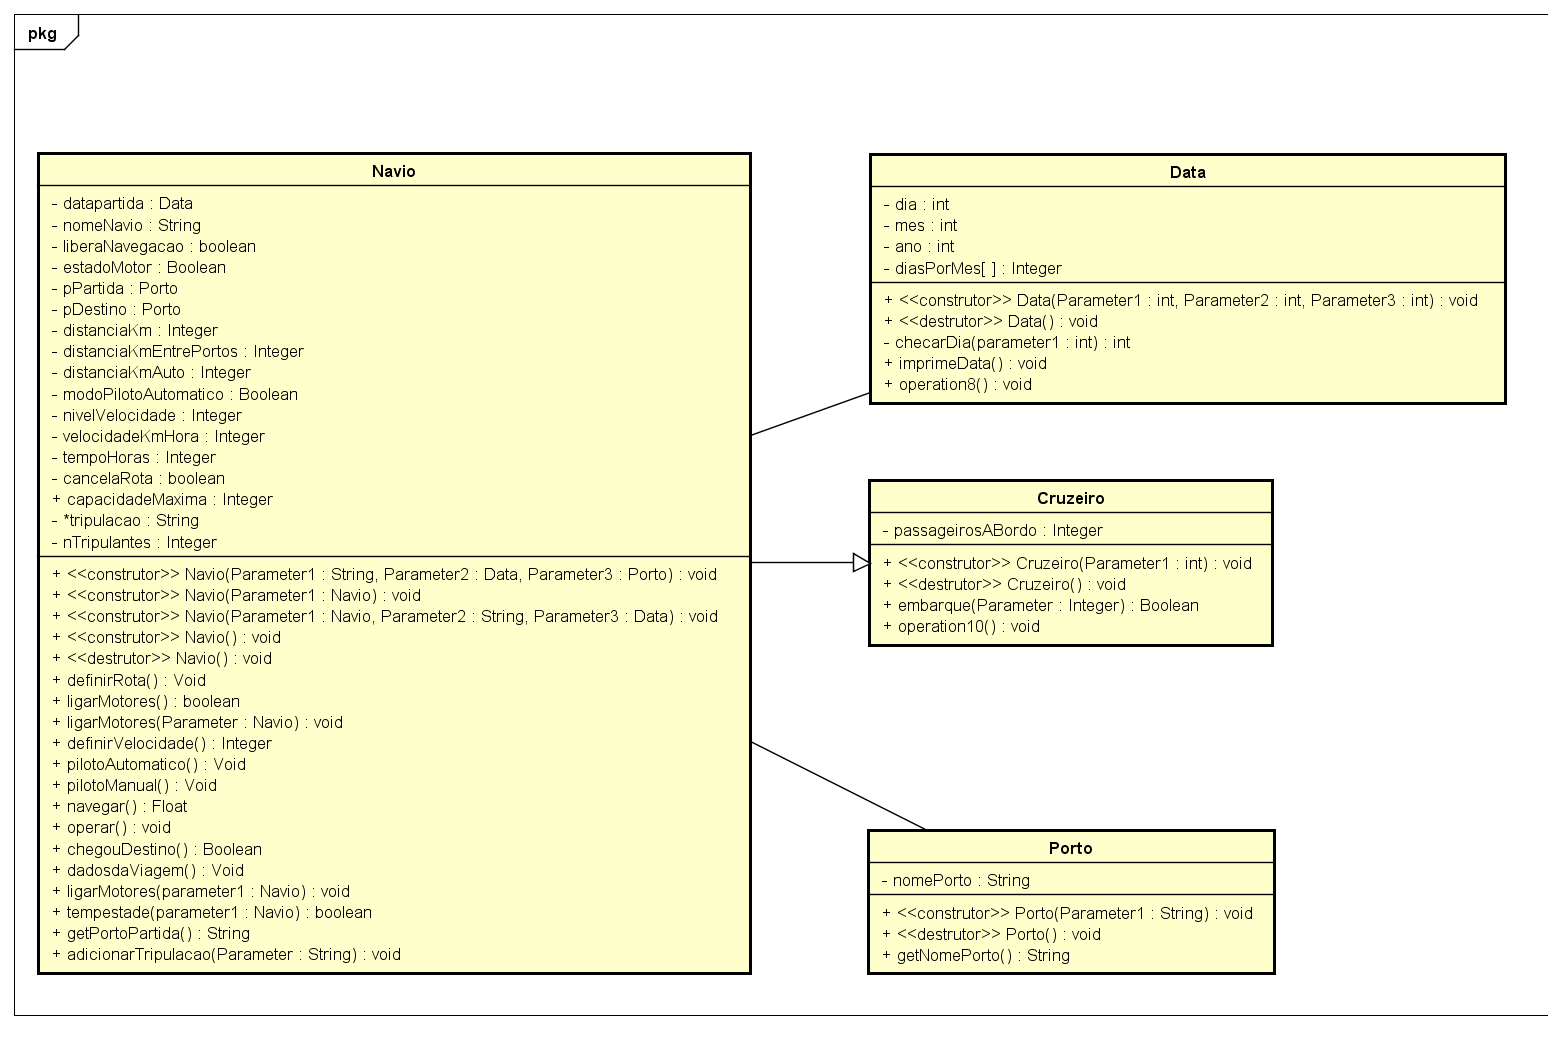 pkg
Navio
- datapartida : Data
- nomeNavio : String
- liberaNavegacao : boolean
- estadoMotor : Boolean
- pPartida : Porto
- pDestino : Porto
- distanciaKm : Integer
- distanciaKmEntrePortos : Integer
- distanciaKmAuto : Integer
- modoPilotoAutomatico : Boolean
- nivelVelocidade : Integer
- velocidadeKmHora : Integer
- tempoHoras : Integer
- cancelaRota : boolean
+ capacidadeMaxima : Integer
- *tripulacao : String
- nTripulantes : Integer
+ <<construtor>> Navio(Parameter1 : String, Parameter2 : Data, Parameter3 : Porto) : void
+ <<construtor>> Navio(Parameter1 : Navio) : void
+ <<construtor>> Navio(Parameter1 : Navio, Parameter2 : String, Parameter3 : Data) : void
+ <<construtor>> Navio() : void
+ <<destrutor>> Navio() : void
+ definirRota() : Void
+ ligarMotores() : boolean
+ ligarMotores(Parameter : Navio) : void
+ definirVelocidade() : Integer
+ pilotoAutomatico() : Void
+ pilotoManual() : Void
+ navegar() : Float
+ operar() : void
+ chegouDestino() : Boolean
+ dadosdaViagem() : Void
+ ligarMotores(parameter1 : Navio) : void
+ tempestade(parameter1 : Navio) : boolean
+ getPortoPartida() : String
+ adicionarTripulacao(Parameter : String) : void
Data
- dia : int
- mes : int
- ano : int
- diasPorMes[ ] : Integer
+ <<construtor>> Data(Parameter1 : int, Parameter2 : int, Parameter3 : int) : void
+ <<destrutor>> Data() : void
- checarDia(parameter1 : int) : int
+ imprimeData() : void
+ operation8() : void
Cruzeiro
- passageirosABordo : Integer
+ <<construtor>> Cruzeiro(Parameter1 : int) : void
+ <<destrutor>> Cruzeiro() : void
+ embarque(Parameter : Integer) : Boolean
+ operation10() : void
Porto
- nomePorto : String
+ <<construtor>> Porto(Parameter1 : String) : void
+ <<destrutor>> Porto() : void
+ getNomePorto() : String